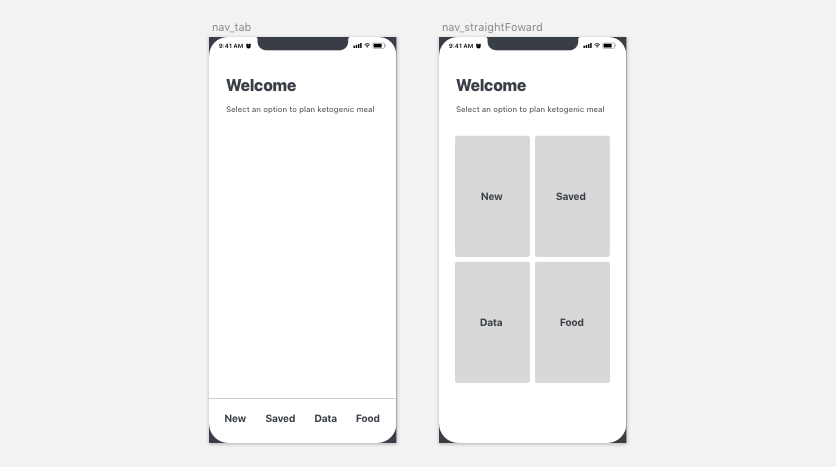 nav_tab
9:41 AM
Welcome
Select an option to plan ketogenic meal
New Saved Data Food
nav_straightFoward
9:41 AM
Welcome
Select an option to plan ketogenic meal
New Saved
Data Food